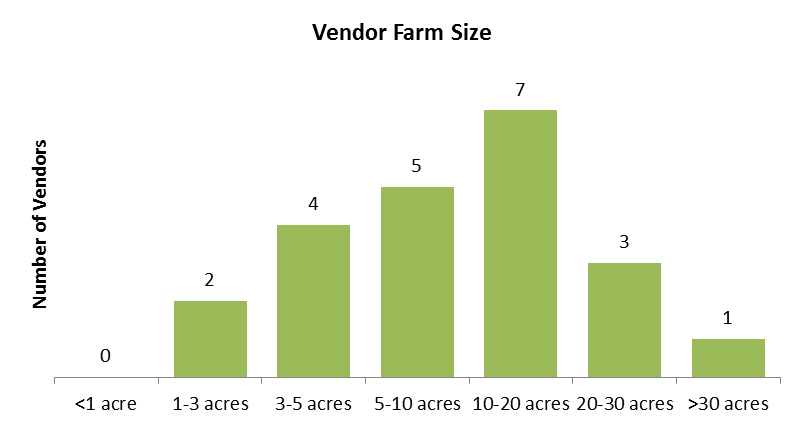 Vendor Farm Size
Number of Vendors
0
2
4
5
7
3
1
<1 acre
1-3 acres
3-5 acres
5-10 acres
10-20 acres
20-30 acres
>30 acres